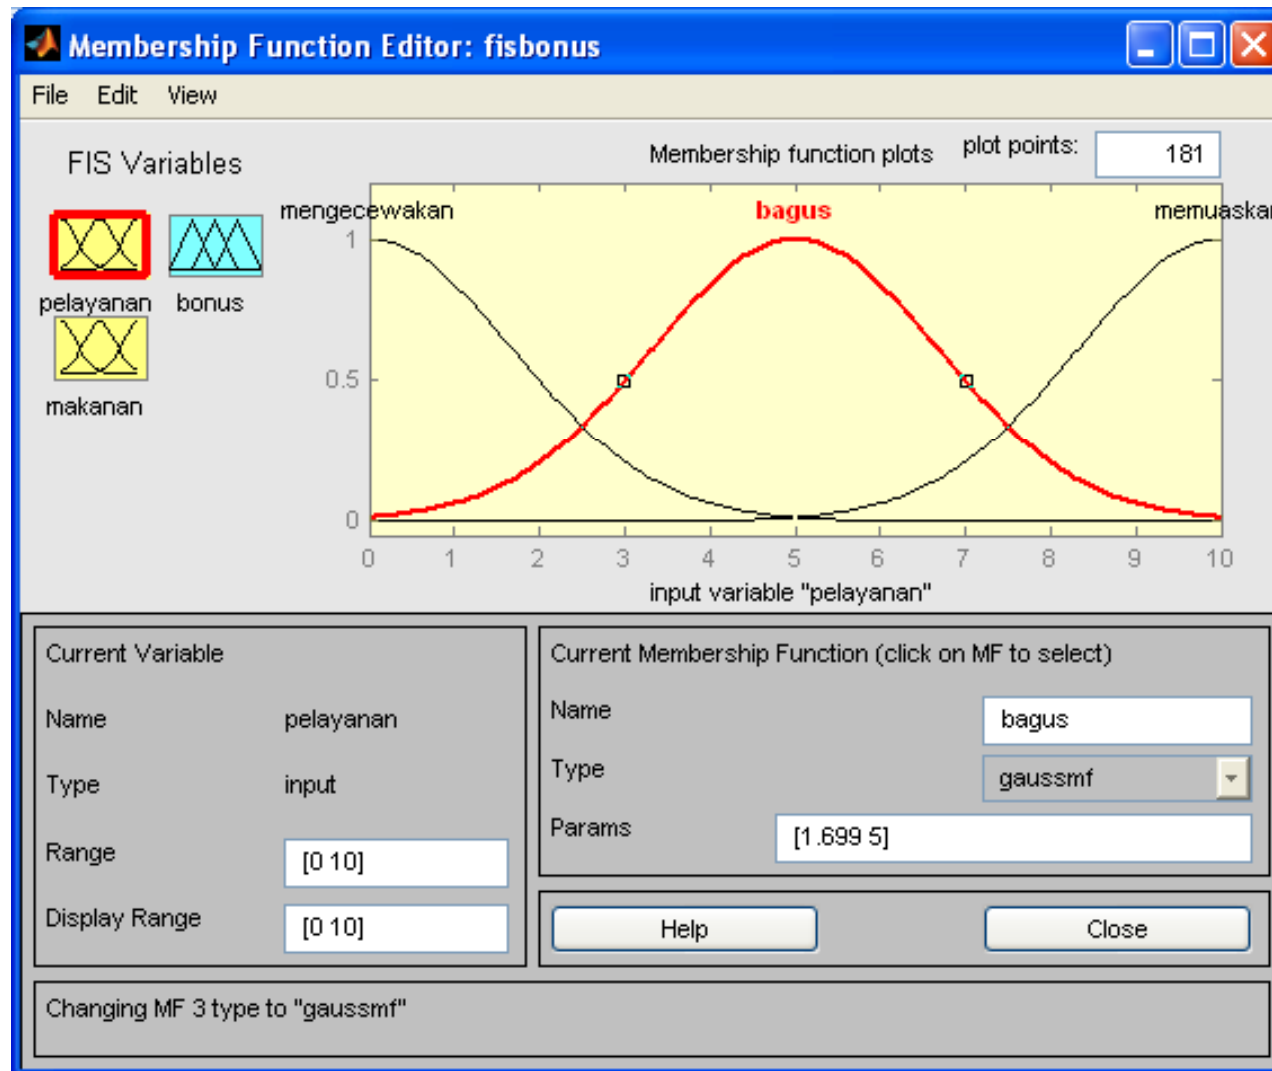 Membership Function Editor: fisbonus
File Edit View
FIS Variables
Membership function plots plot points: 181
mengecewakan bagus memuaskan
pelayanan bonus
makanan
1
0.5
0
0 1 2 3 4 5 6 7 8 9 10
input variable "pelayanan"
Current Variable
Name pelayanan
Type input
Range [0 10]
Display Range [0 10]
Current Membership Function (click on MF to select)
Name bagus
Type gaussmf
Params [1.699 5]
Help Close
Changing MF 3 type to "gaussmf"